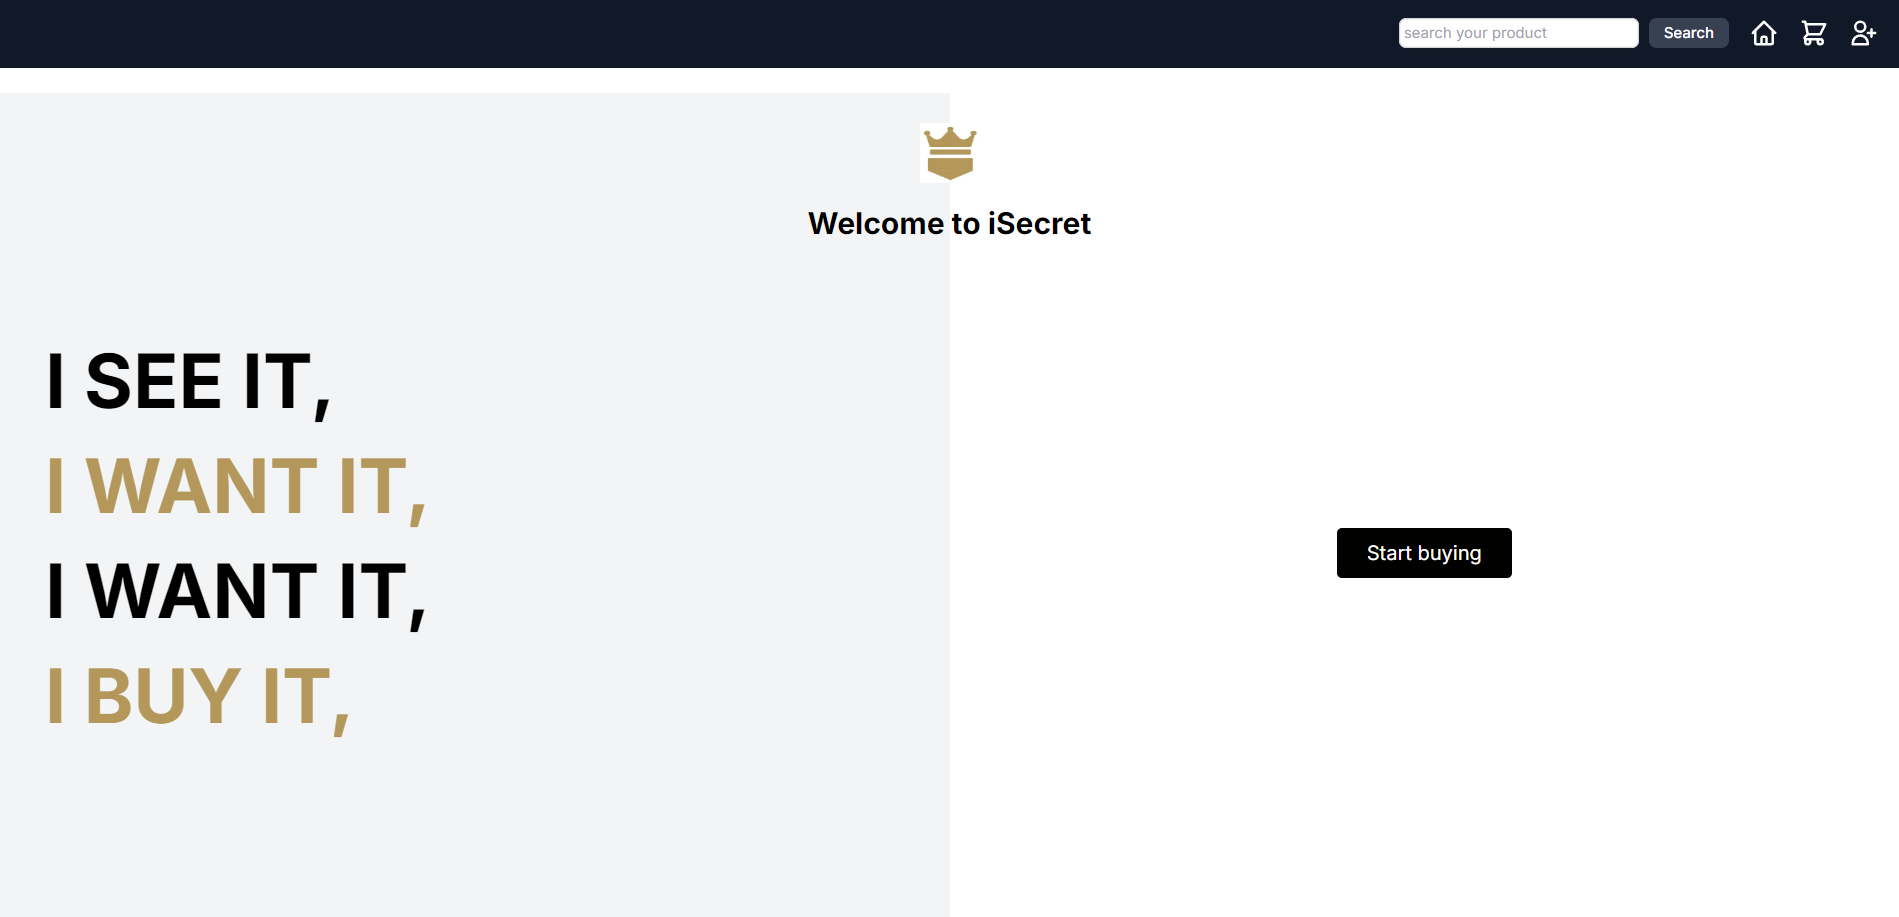 search your product
Search
Welcome to iSecret
I SEE IT,
I WANT IT,
I WANT IT,
I BUY IT,
Start buying